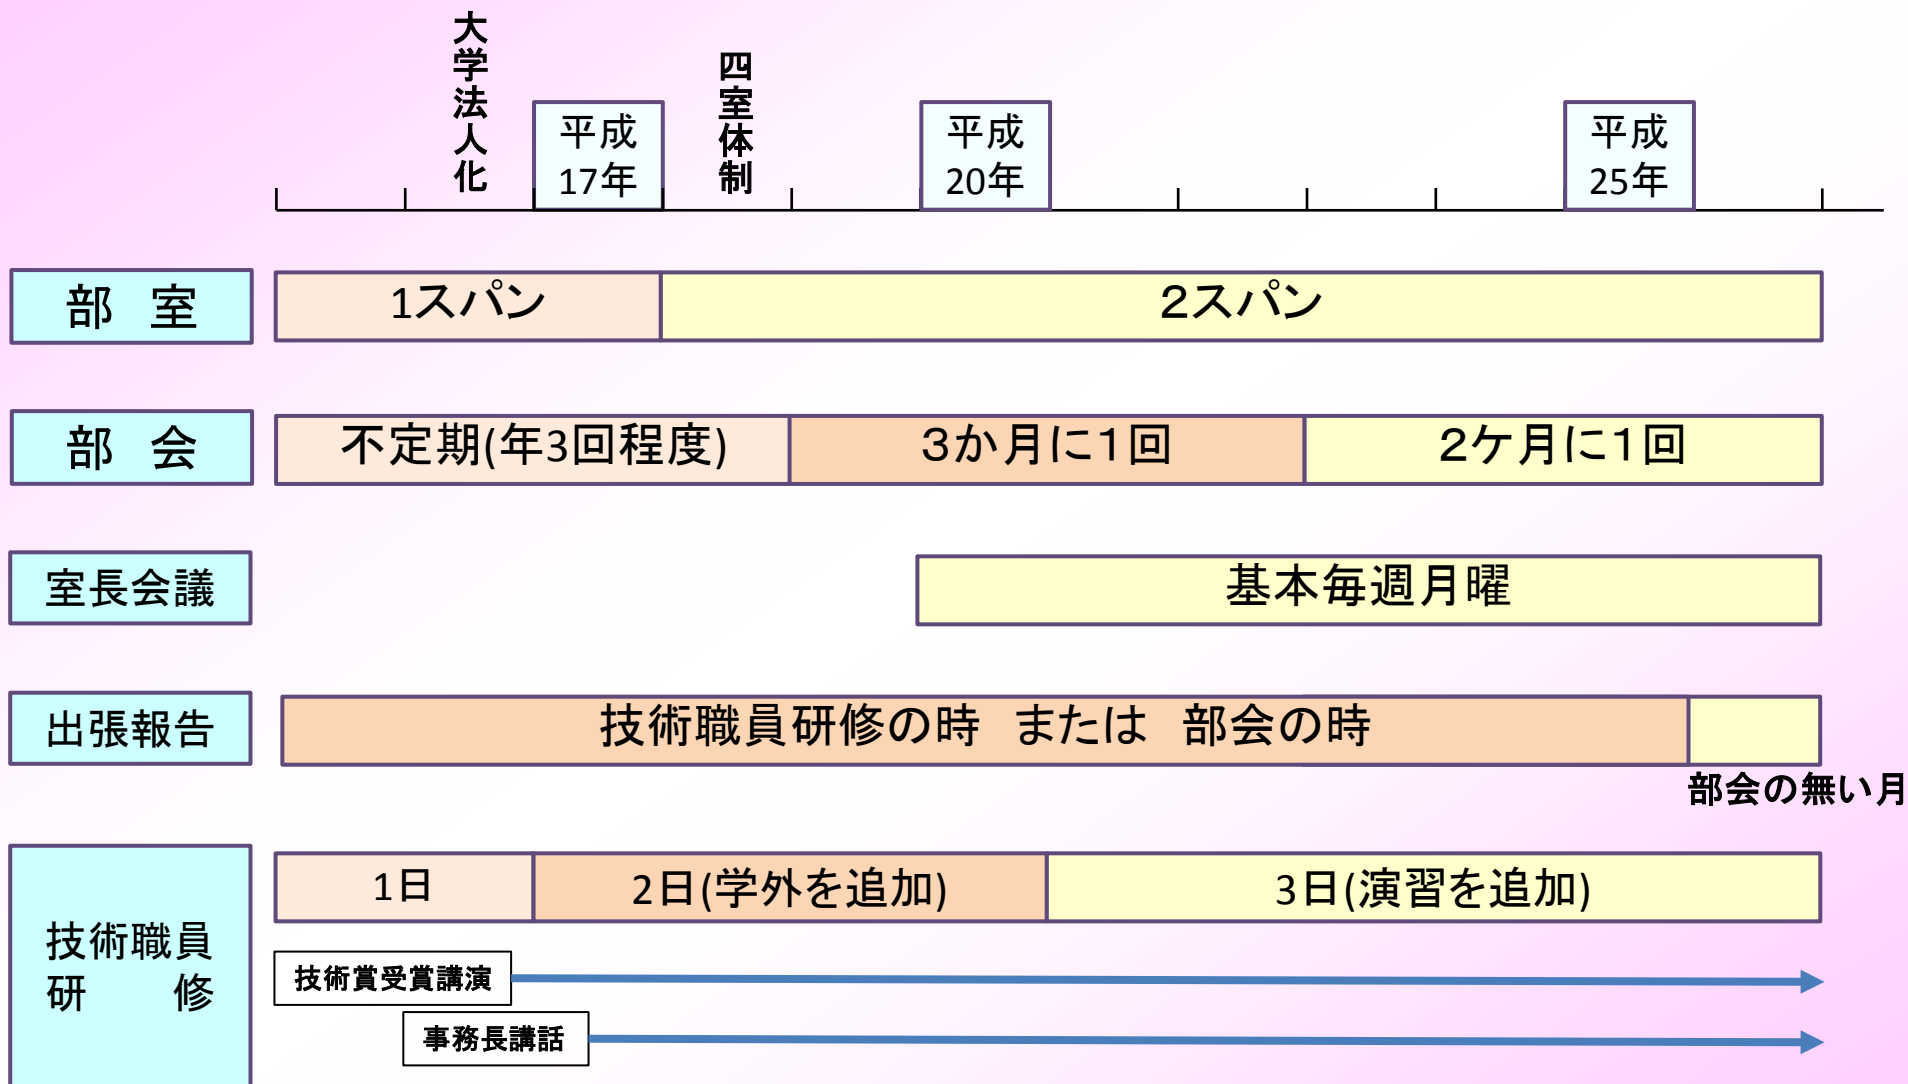 大学法人化
四室体制
平成
17年
平成
20年
平成
25年
部　室
1スパン
２スパン
部　会
不定期(年3回程度)
３か月に１回
２ケ月に１回
室長会議
基本毎週月曜
出張報告
技術職員研修の時　または　部会の時
部会の無い月
技術職員
研　　修
1日
2日(学外を追加)
3日(演習を追加)
技術賞受賞講演
事務長講話